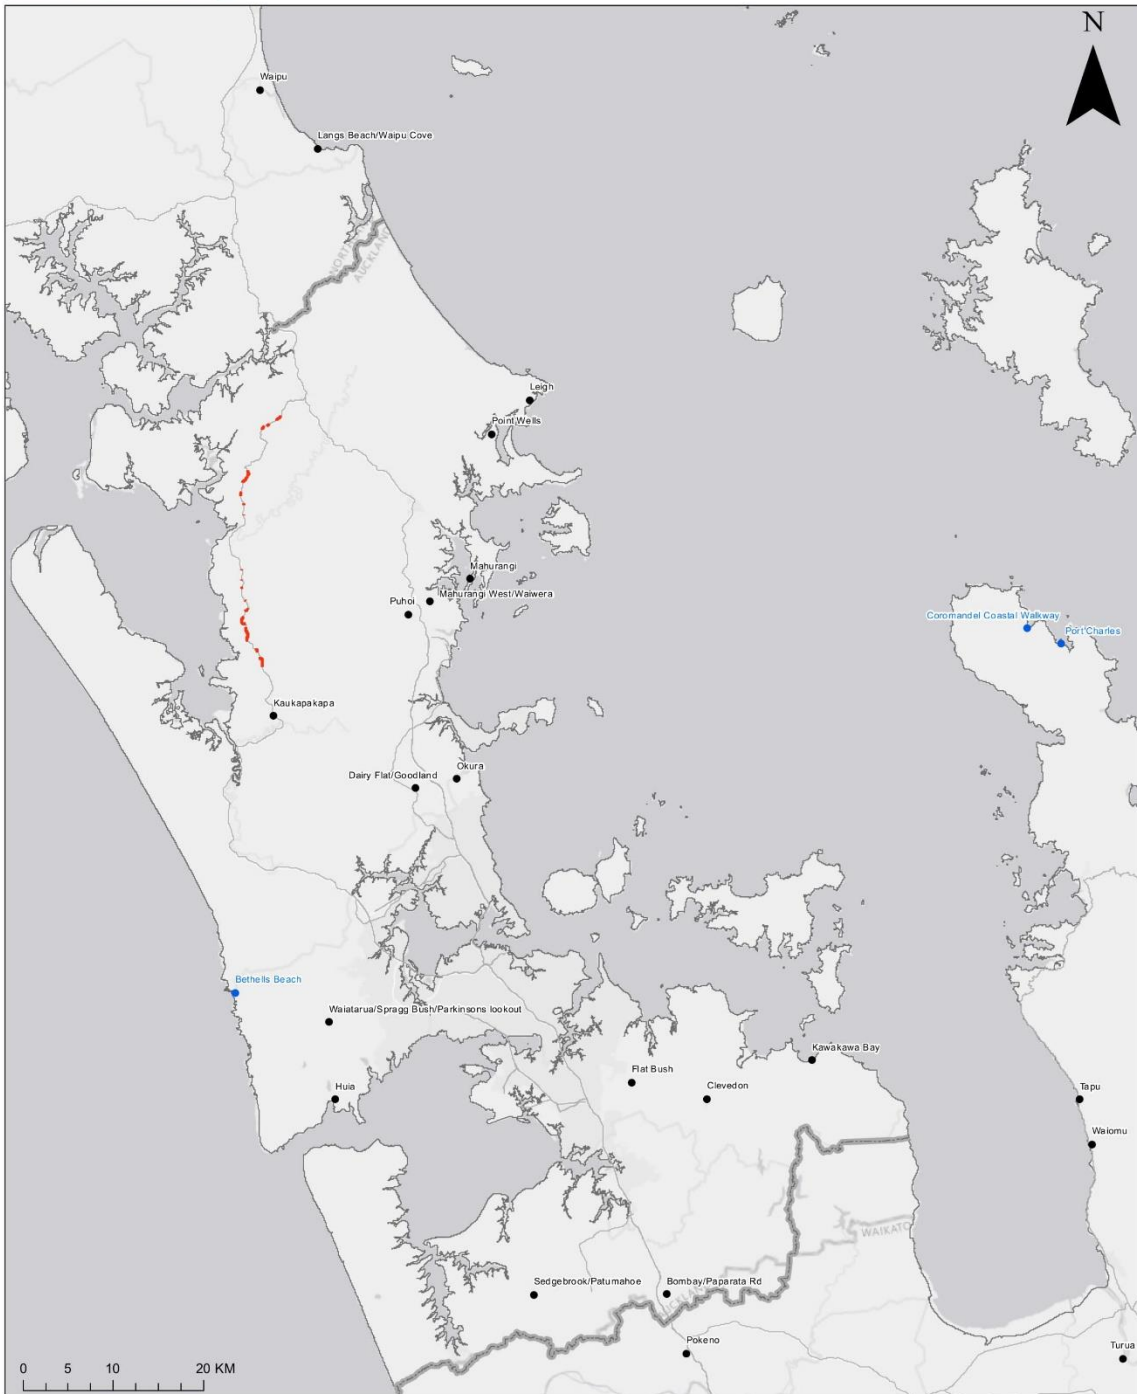 N
Waipu
Langs Beach/Waipu Cove
AUCKLAND
Leigh
Point Wells
Mahurangi
Mahurangi West/Waiwera
Puhoi
Coromandel Coastal Walkway
Port Charles
Kaukapakapa
Okura
Dairy Flat/Goodland
Bethells Beach
Waiatarua/Spragg Bush/Parkinsons lookout
Kawakawa Bay
Flat Bush
Clevedon
Huia
Tapu
Waiomu
WAIKATO
Sedgebrook/Patumahoe
Bombay/Paparata Rd
Pokeno
Turua
0 5 10 20 KM